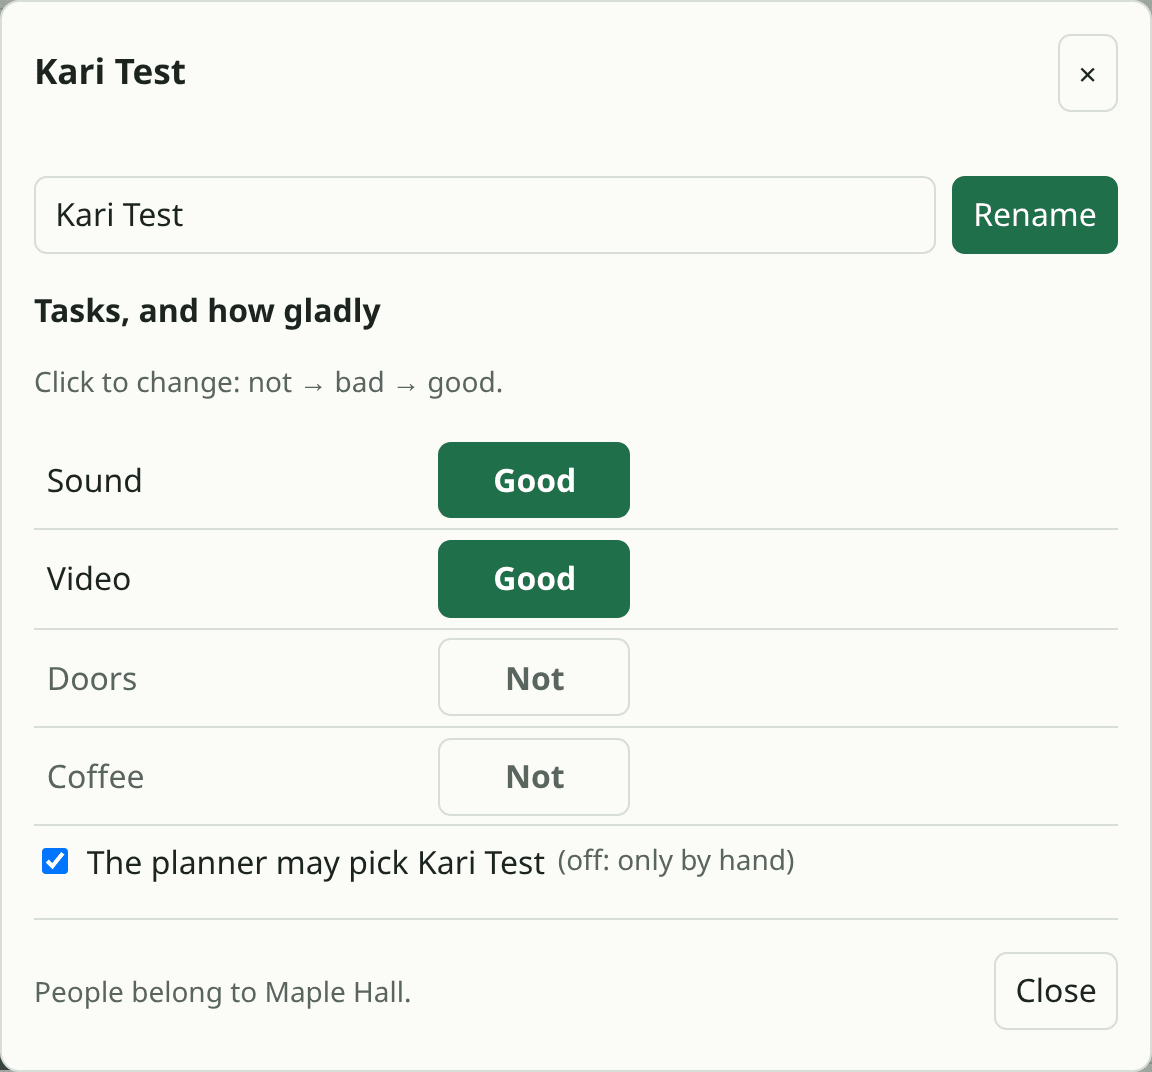 Kari Test
×
Kari Test
Rename
Tasks, and how gladly
Click to change: not → bad → good.
Sound
Good
Video
Good
Doors
Not
Coffee
Not
The planner may pick Kari Test (off: only by hand)
People belong to Maple Hall.
Close